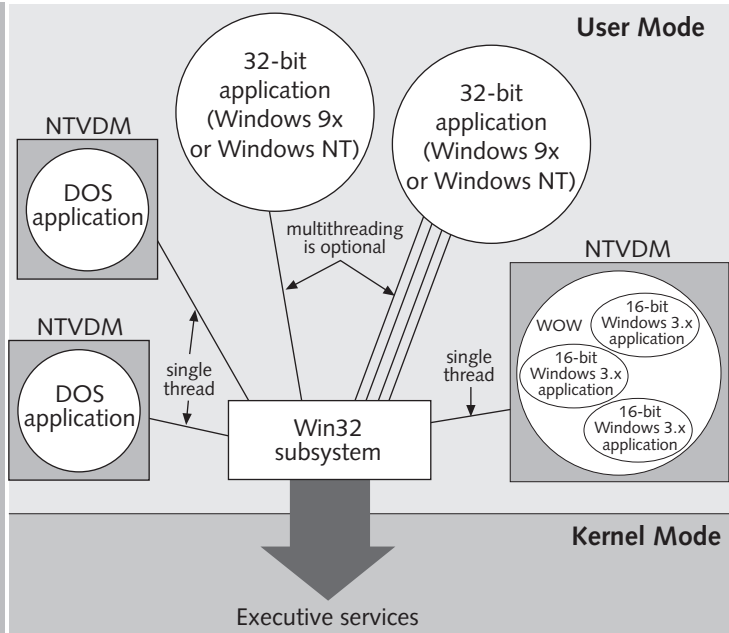 User Mode
32-bit
application
(Windows 9x
or Windows NT)
32-bit
application
(Windows 9x
or Windows NT)
NTVDM
DOS
application
multithreading
is optional
NTVDM
WOW
16-bit
Windows 3.x
application
16-bit
Windows 3.x
application
16-bit
Windows 3.x
application
NTVDM
DOS
application
single
thread
single
thread
Win32
subsystem
Kernel Mode
Executive services